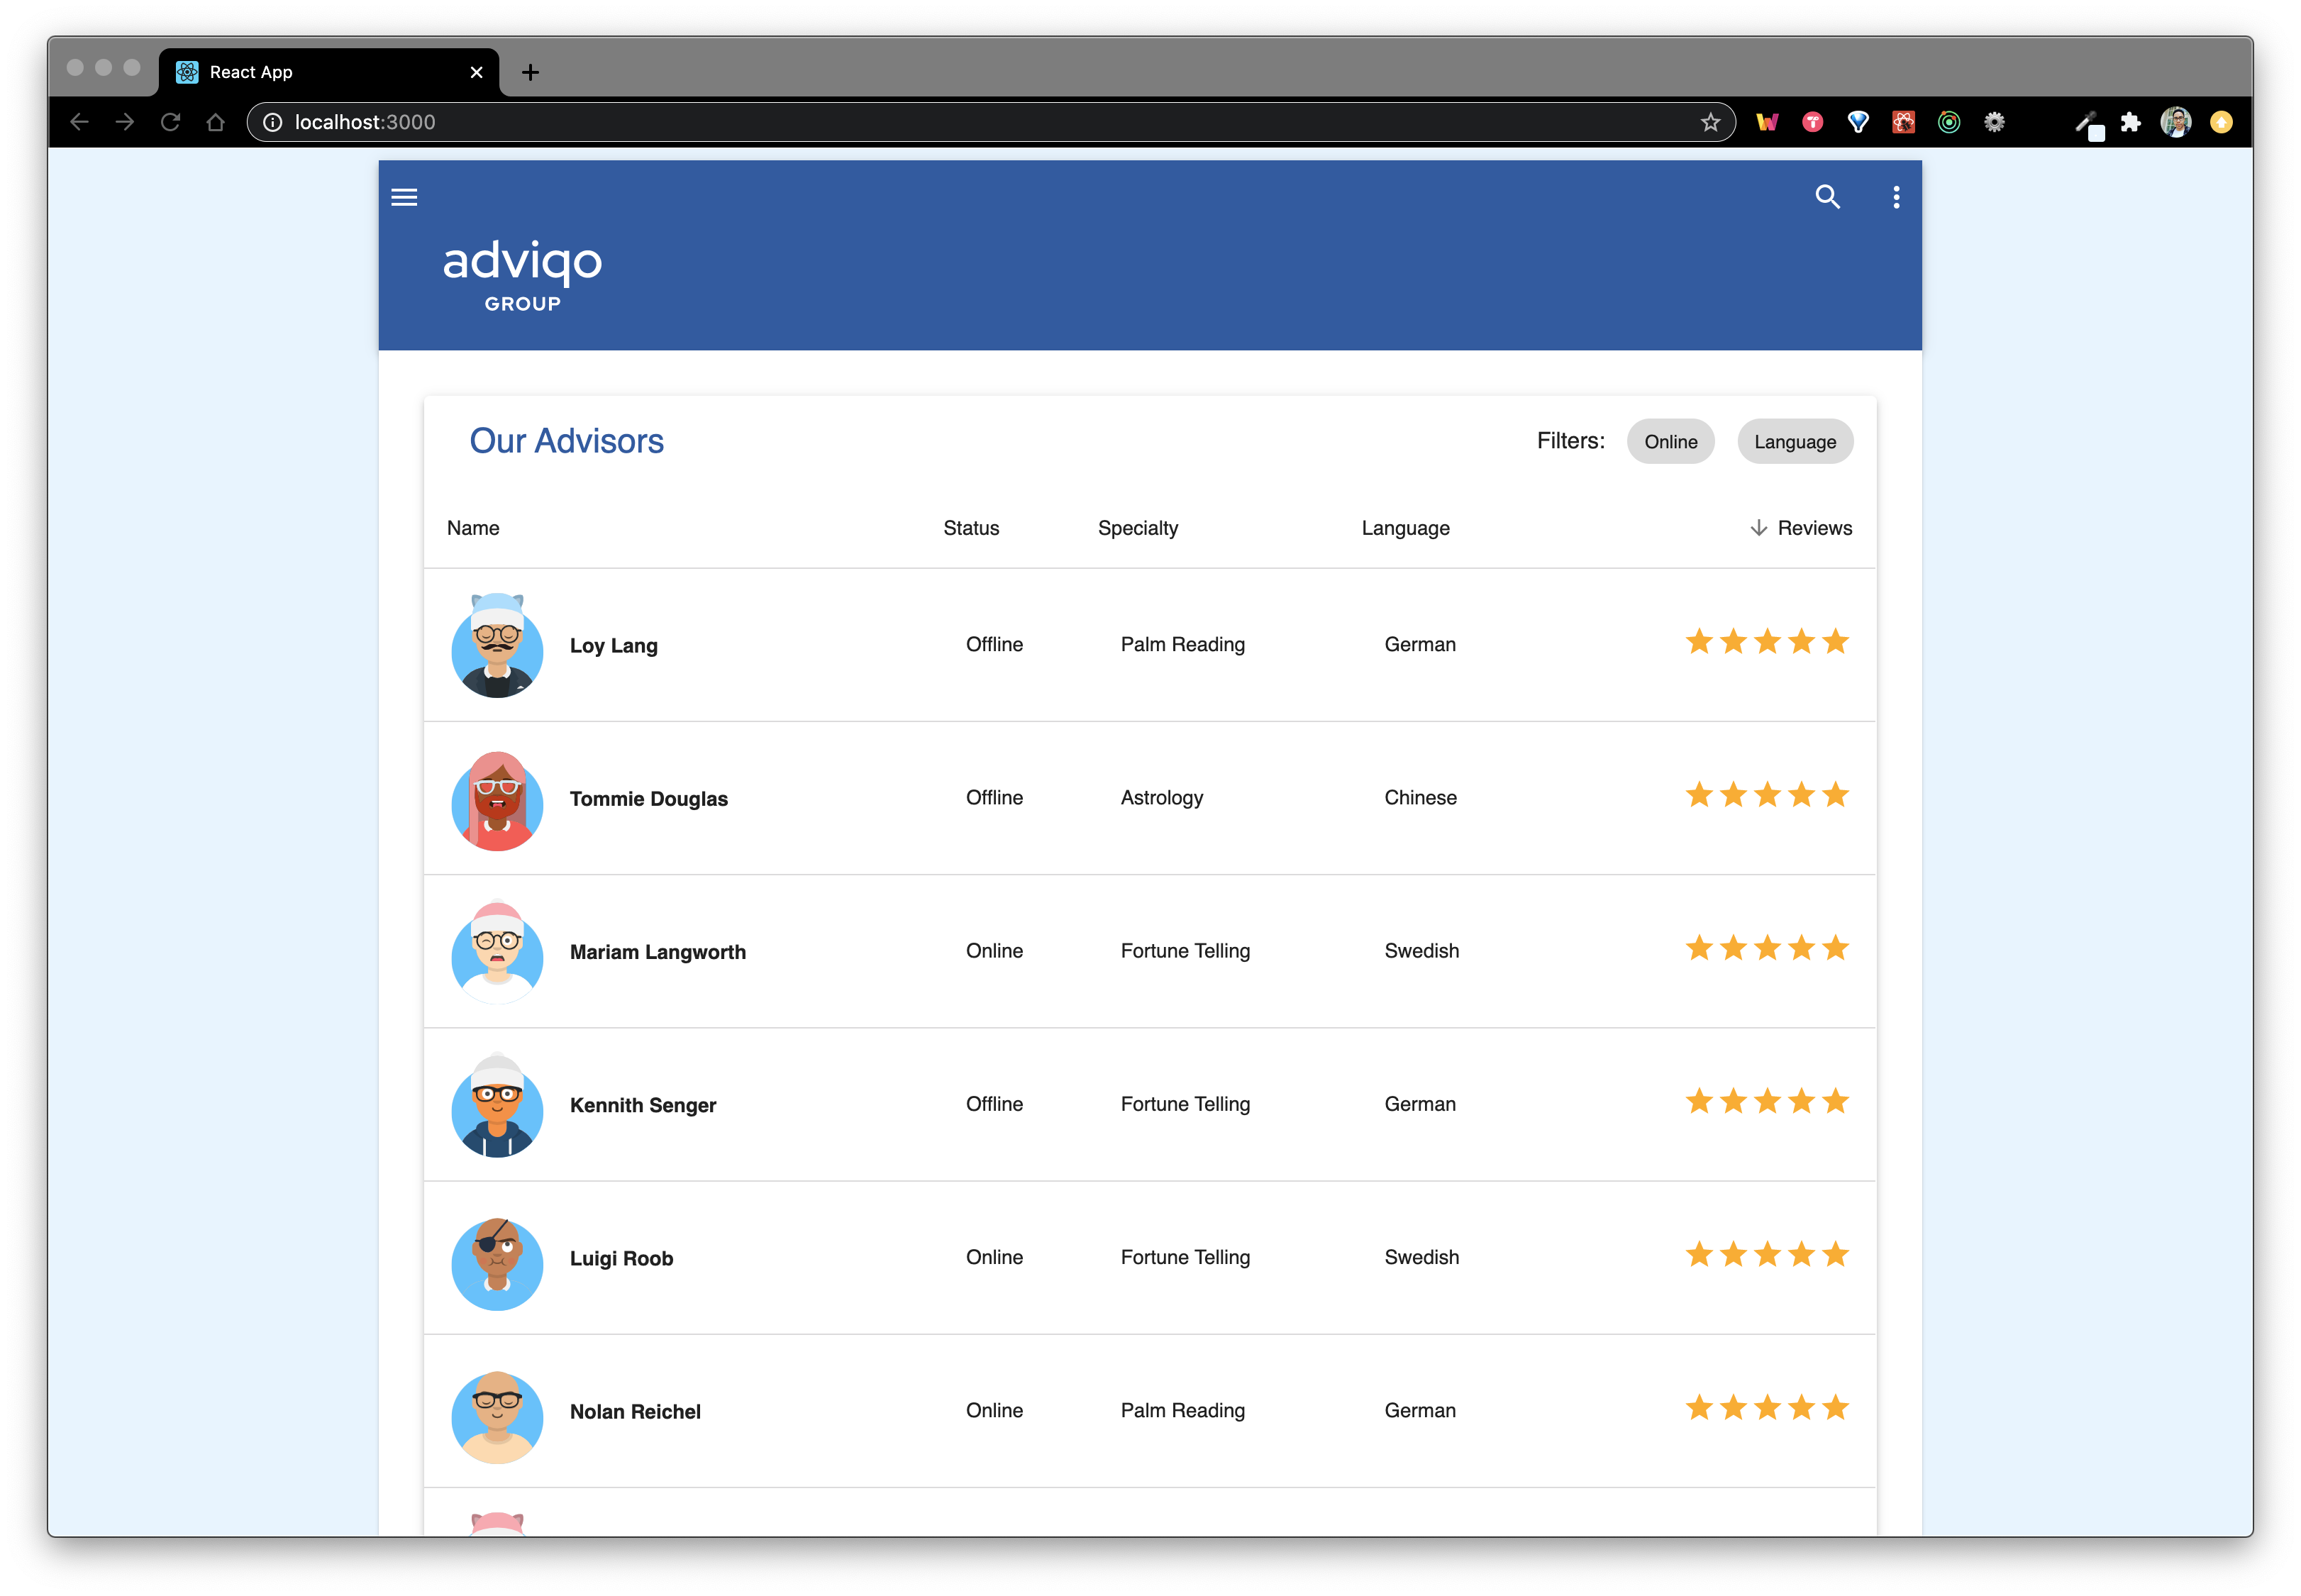 React App
localhost:3000
adviqo
GROUP
Our Advisors
Filters: Online Language
Name Status Specialty Language Reviews
Loy Lang Offline Palm Reading German
Tommie Douglas Offline Astrology Chinese
Mariam Langworth Online Fortune Telling Swedish
Kennith Senger Offline Fortune Telling German
Luigi Roob Online Fortune Telling Swedish
Nolan Reichel Online Palm Reading German